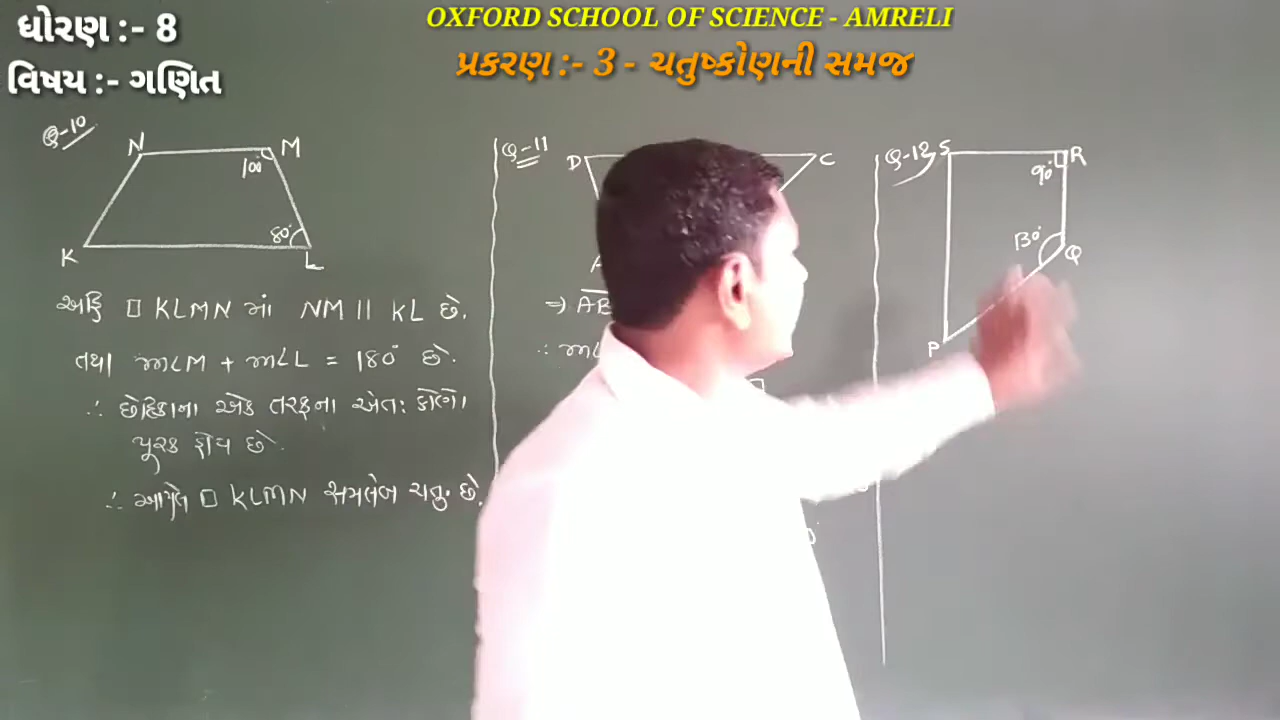 ધોરણ :- 8
વિષય :- ગણિત
OXFORD SCHOOL OF SCIENCE - AMRELI
પ્રકરણ :- 3 - ચતુષ્કોણની સમજ
Q-10
N M
100°
80°
K L
અહિં □ KLMN માં NM || KL છે.
તથા m∠M + m∠L = 180° છે.
∴ છેદિકાના એક તરફના અંતઃ કોણો
પૂરક હોય છે.
∴ આપેલ □ KLMN સમલંબ ચતુ. છે.
Q-11
D C
⇒ AB
∴ m∠
Q-12
S R
90°
130°
Q
P